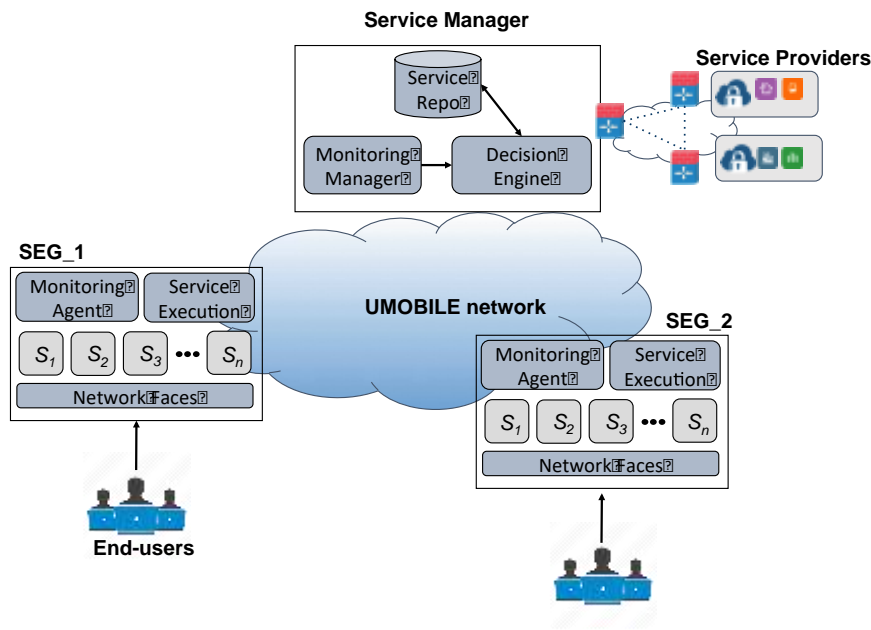 Service Manager
Service Providers
Service
Repo
Monitoring
Manager
Decision
Engine
SEG_1
Monitoring
Agent
Service
Execution
S1 S2 S3 ••• Sn
Network Faces
UMOBILE network
SEG_2
Monitoring
Agent
Service
Execution
S1 S2 S3 ••• Sn
Network Faces
End-users